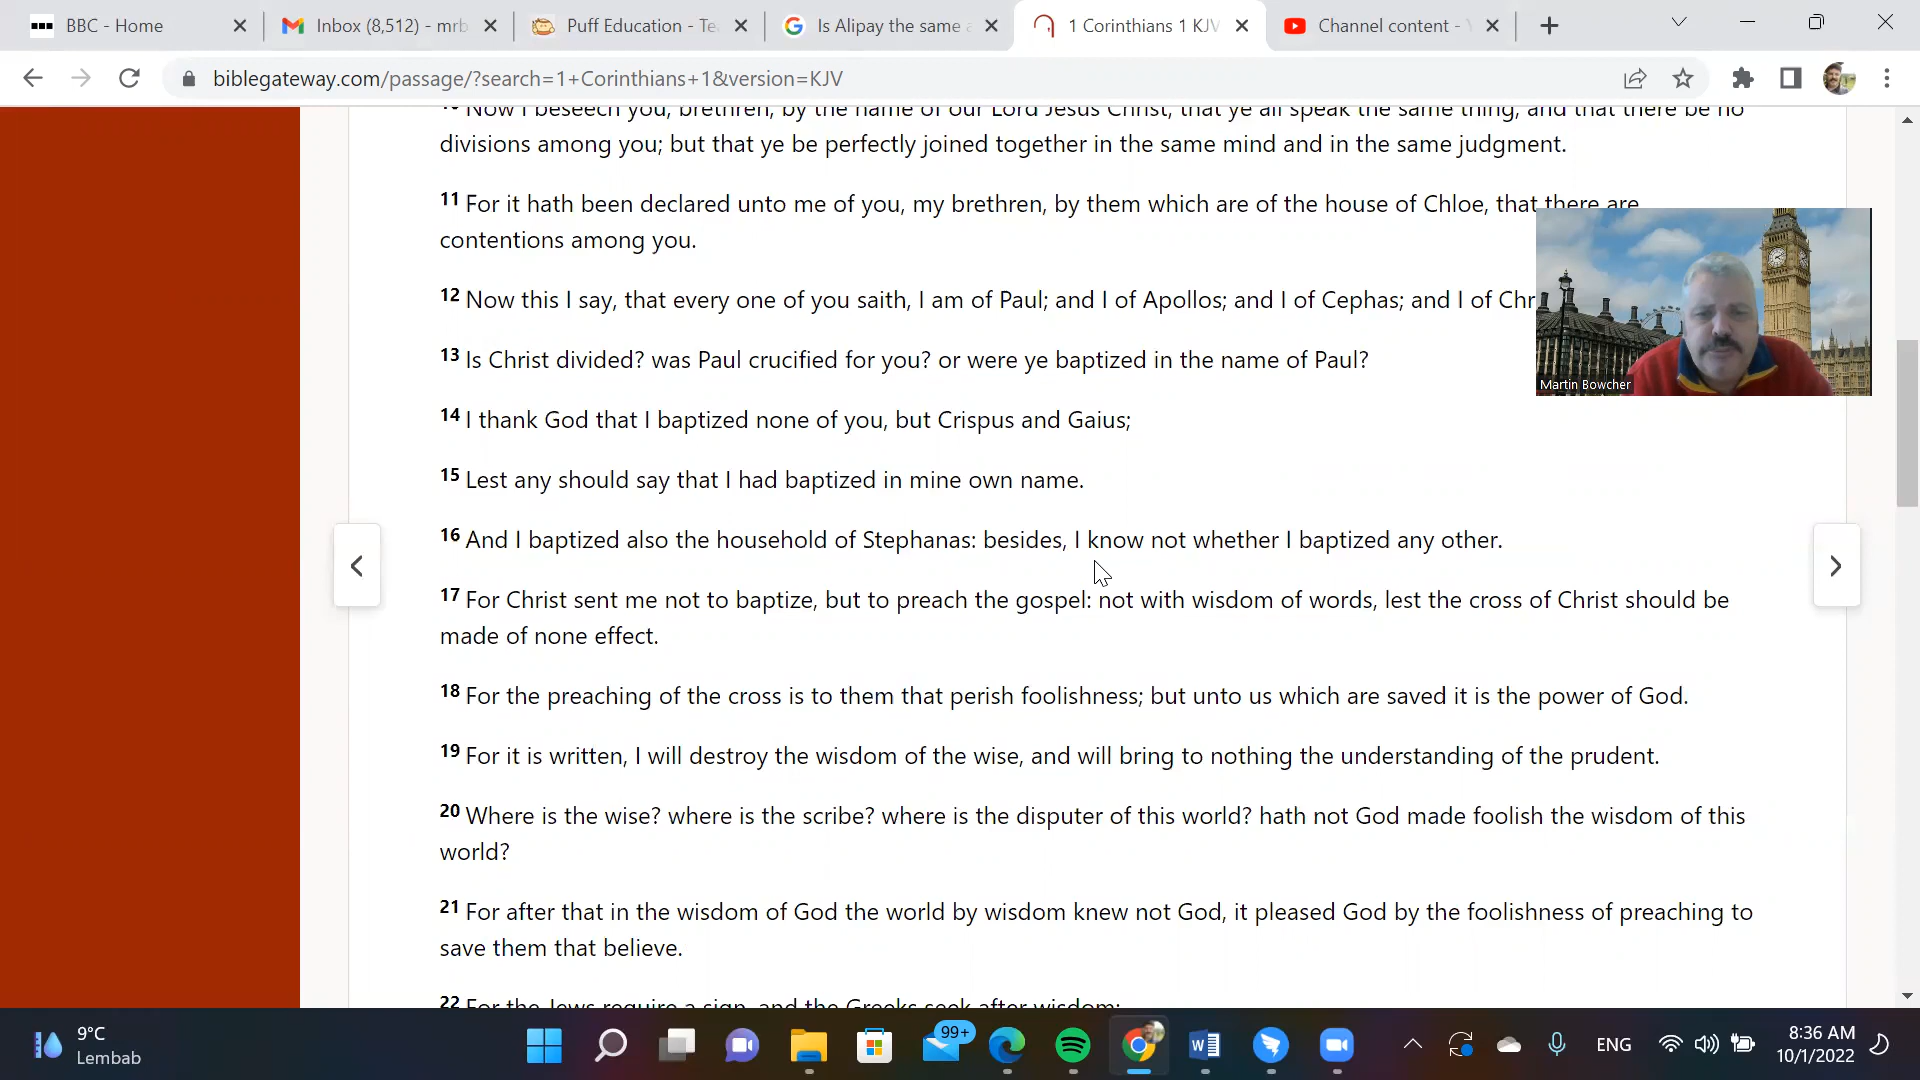 BBC - Home
Inbox (8,512) - mrb
Puff Education - Te
Is Alipay the same a
1 Corinthians 1 KJV
Channel content - Y
biblegateway.com/passage/?search=1+Corinthians+1&version=KJV
10 Now I beseech you, brethren, by the name of our Lord Jesus Christ, that ye all speak the same thing, and that there be no
divisions among you; but that ye be perfectly joined together in the same mind and in the same judgment.
11 For it hath been declared unto me of you, my brethren, by them which are of the house of Chloe, that there are
contentions among you.
12 Now this I say, that every one of you saith, I am of Paul; and I of Apollos; and I of Cephas; and I of Chr
13 Is Christ divided? was Paul crucified for you? or were ye baptized in the name of Paul?
Martin Bowcher
14 I thank God that I baptized none of you, but Crispus and Gaius;
15 Lest any should say that I had baptized in mine own name.
16 And I baptized also the household of Stephanas: besides, I know not whether I baptized any other.
17 For Christ sent me not to baptize, but to preach the gospel: not with wisdom of words, lest the cross of Christ should be
made of none effect.
18 For the preaching of the cross is to them that perish foolishness; but unto us which are saved it is the power of God.
19 For it is written, I will destroy the wisdom of the wise, and will bring to nothing the understanding of the prudent.
20 Where is the wise? where is the scribe? where is the disputer of this world? hath not God made foolish the wisdom of this
world?
21 For after that in the wisdom of God the world by wisdom knew not God, it pleased God by the foolishness of preaching to
save them that believe.
22 For the Jews require a sign, and the Greeks seek after wisdom:
9°C
Lembab
99+
ENG
8:36 AM
10/1/2022